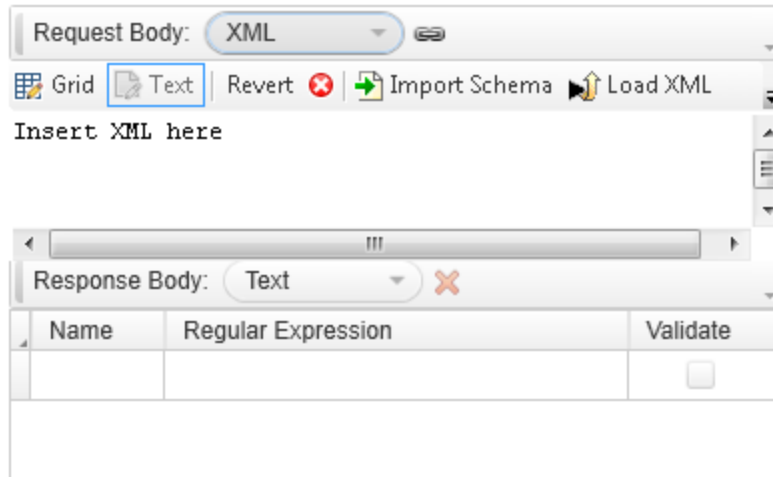 Request Body: XML
Grid Text Revert Import Schema Load XML
Insert XML here
Response Body: Text
Name Regular Expression Validate